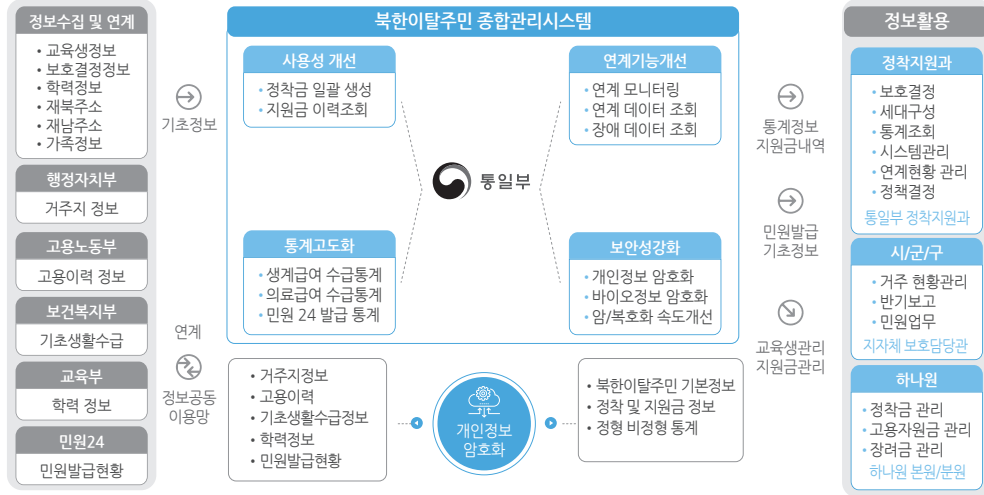 정보수집 및 연계
• 교육생정보
• 보호결정정보
• 학력정보
• 재북주소
• 재남주소
• 가족정보
행정자치부
거주지 정보
고용노동부
고용이력 정보
보건복지부
기초생활수급
교육부
학력 정보
민원24
민원발급현황
기초정보
연계
정보공동
이용망
북한이탈주민 종합관리시스템
사용성 개선
• 정착금 일괄 생성
• 지원금 이력조회
연계기능개선
• 연계 모니터링
• 연계 데이터 조회
• 장애 데이터 조회
통일부
통계고도화
• 생계급여 수급통계
• 의료급여 수급통계
• 민원 24 발급 통계
보안성강화
• 개인정보 암호화
• 바이오정보 암호화
• 암/복호화 속도개선
• 거주지정보
• 고용이력
• 기초생활수급정보
• 학력정보
• 민원발급현황
개인정보
암호화
• 북한이탈주민 기본정보
• 정착 및 지원금 정보
• 정형 비정형 통계
통계정보
지원금내역
민원발급
기초정보
교육생관리
지원금관리
정보활용
정착지원과
• 보호결정
• 세대구성
• 통계조회
• 시스템관리
• 연계현황 관리
• 정책결정
통일부 정착지원과
시/군/구
• 거주 현황관리
• 반기보고
• 민원업무
지자체 보호담당관
하나원
• 정착금 관리
• 고용자원금 관리
• 장려금 관리
하나원 본원/분원